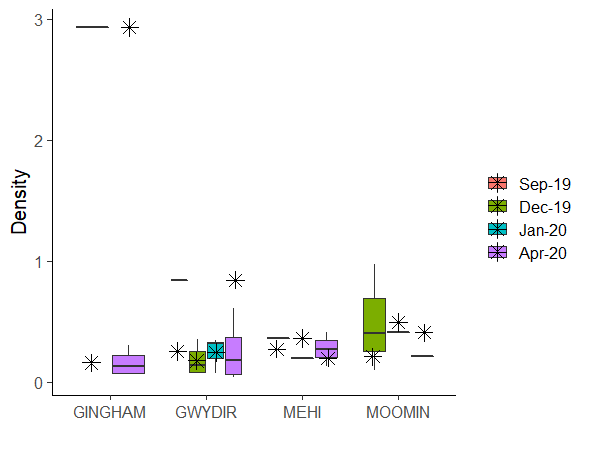 Density
3
2
1
0
GINGHAM
GWYDIR
MEHI
MOOMIN
Sep-19
Dec-19
Jan-20
Apr-20